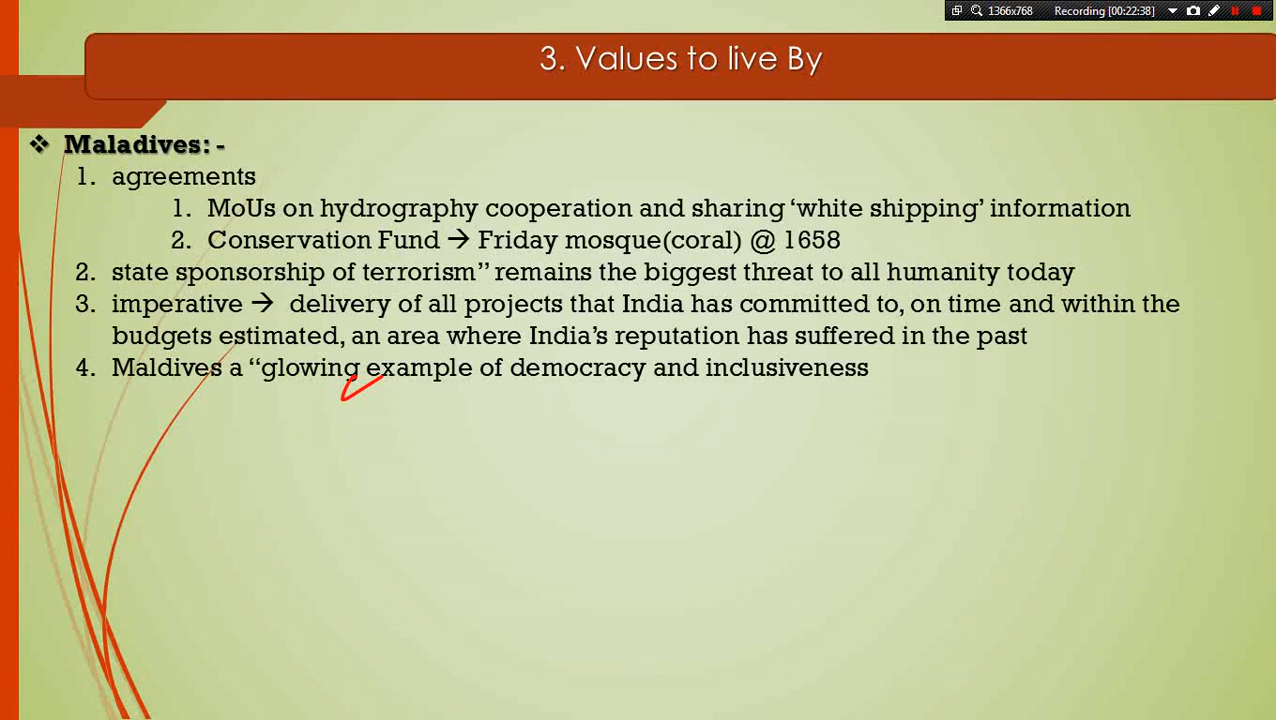 1366x768 Recording [00:22:38]
3. Values to live By
❖ Maladives: -
1. agreements
1. MoUs on hydrography cooperation and sharing ‘white shipping’ information
2. Conservation Fund → Friday mosque(coral) @ 1658
2. state sponsorship of terrorism” remains the biggest threat to all humanity today
3. imperative → delivery of all projects that India has committed to, on time and within the
budgets estimated, an area where India’s reputation has suffered in the past
4. Maldives a “glowing example of democracy and inclusiveness